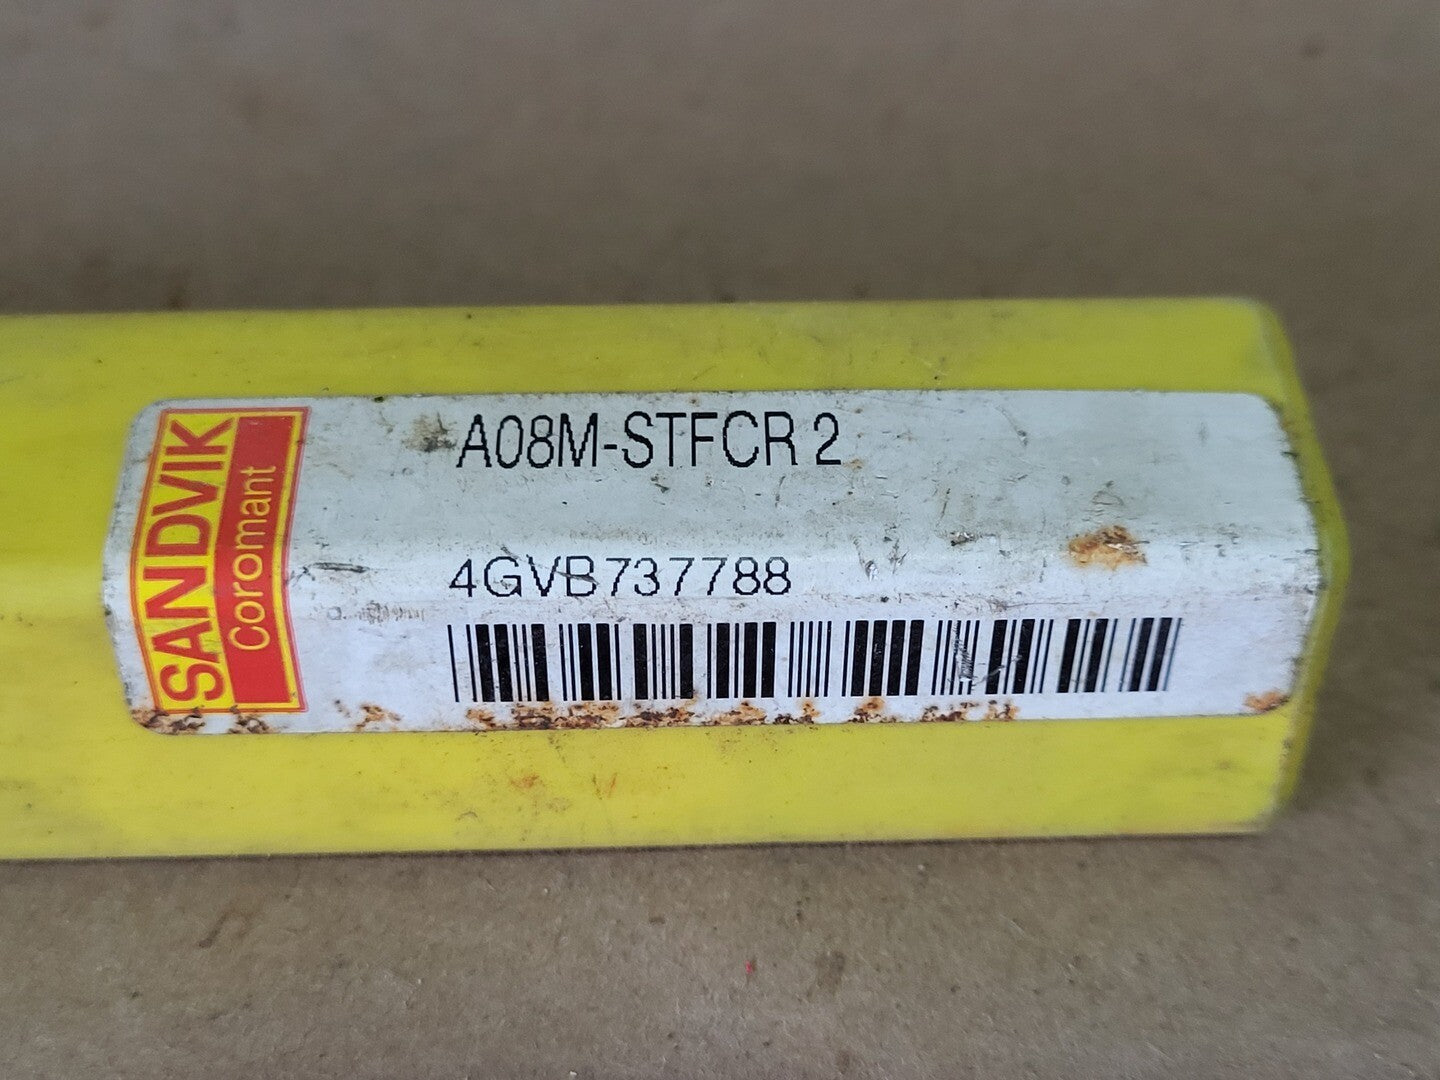 SANDVIK
Coromant
A08M-STFCR 2
4GVB737788